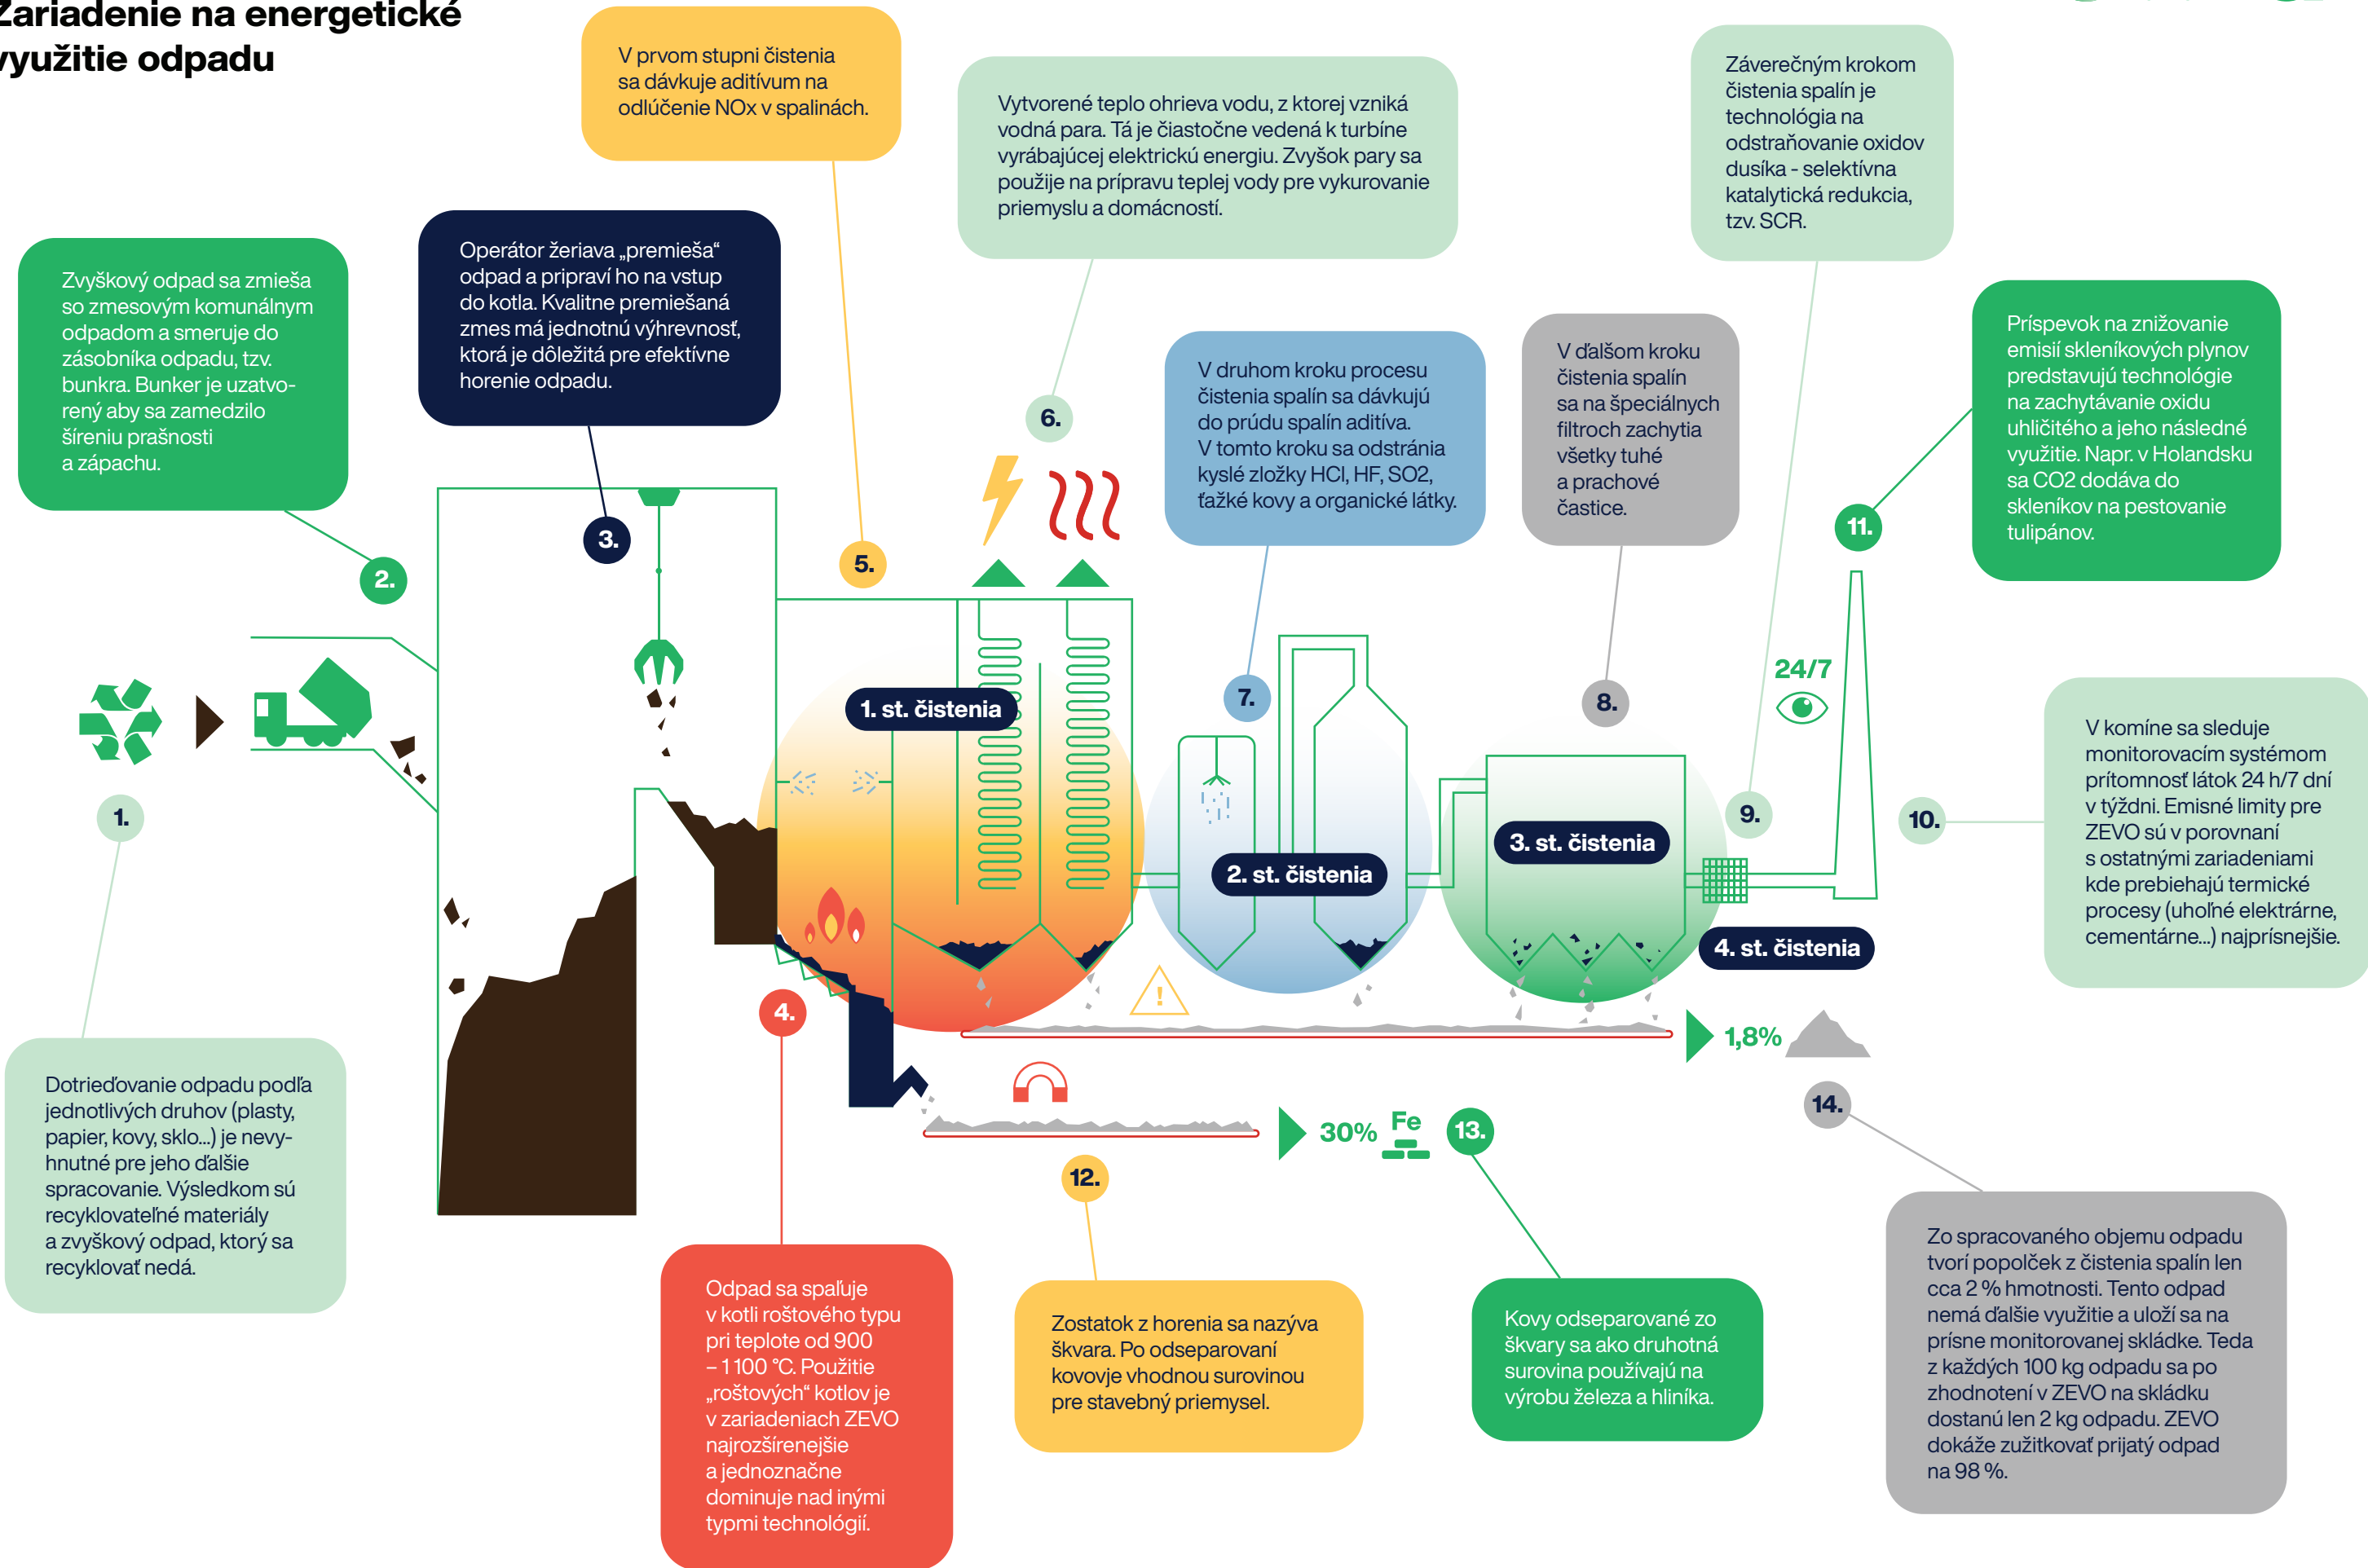 Zariadenie na energetické
využitie odpadu
V prvom stupni čistenia
sa dávkuje aditívum na
odlúčenie NOx v spalinách.
Vytvorené teplo ohrieva vodu, z ktorej vzniká
vodná para. Tá je čiastočne vedená k turbíne
vyrábajúcej elektrickú energiu. Zvyšok pary sa
použije na prípravu teplej vody pre vykurovanie
priemyslu a domácností.
Záverečným krokom
čistenia spalín je
technológia na
odstraňovanie oxidov
dusíka - selektívna
katalytická redukcia,
tzv. SCR.
Zvyškový odpad sa zmieša
so zmesovým komunálnym
odpadom a smeruje do
zásobníka odpadu, tzv.
bunkra. Bunker je uzatvo-
rený aby sa zamedzilo
šíreniu prašnosti
a zápachu.
Operátor žeriava „premieša“
odpad a pripraví ho na vstup
do kotla. Kvalitne premiešaná
zmes má jednotnú výhrevnosť,
ktorá je dôležitá pre efektívne
horenie odpadu.
V druhom kroku procesu
čistenia spalín sa dávkujú
do prúdu spalín aditíva.
V tomto kroku sa odstránia
kyslé zložky HCl, HF, SO2,
ťažké kovy a organické látky.
V ďalšom kroku
čistenia spalín
sa na špeciálnych
filtroch zachytia
všetky tuhé
a prachové
častice.
Príspevok na znižovanie
emisií skleníkových plynov
predstavujú technológie
na zachytávanie oxidu
uhličitého a jeho následné
využitie. Napr. v Holandsku
sa CO2 dodáva do
skleníkov na pestovanie
tulipánov.
6.
3.
5.
2.
11.
24/7
7.
8.
1. st. čistenia
V komíne sa sleduje
monitorovacím systémom
prítomnosť látok 24 h/7 dní
v týždni. Emisné limity pre
ZEVO sú v porovnaní
s ostatnými zariadeniami
kde prebiehajú termické
procesy (uhoľné elektrárne,
cementárne...) najprísnejšie.
1.
9.
10.
3. st. čistenia
2. st. čistenia
4. st. čistenia
!
4.
1,8%
Dotrieďovanie odpadu podľa
jednotlivých druhov (plasty,
papier, kovy, sklo...) je nevy-
hnutné pre jeho ďalšie
spracovanie. Výsledkom sú
recyklovateľné materiály
a zvyškový odpad, ktorý sa
recyklovať nedá.
14.
30%
Fe
13.
12.
Odpad sa spaľuje
v kotli roštového typu
pri teplote od 900
– 1 100 °C. Použitie
„roštových“ kotlov je
v zariadeniach ZEVO
najrozšírenejšie
a jednoznačne
dominuje nad inými
typmi technológií.
Zostatok z horenia sa nazýva
škvara. Po odseparovaní
kovovje vhodnou surovinou
pre stavebný priemysel.
Kovy odseparované zo
škvary sa ako druhotná
surovina používajú na
výrobu železa a hliníka.
Zo spracovaného objemu odpadu
tvorí popolček z čistenia spalín len
cca 2 % hmotnosti. Tento odpad
nemá ďalšie využitie a uloží sa na
prísne monitorovanej skládke. Teda
z každých 100 kg odpadu sa po
zhodnotení v ZEVO na skládku
dostanú len 2 kg odpadu. ZEVO
dokáže zužitkovať prijatý odpad
na 98 %.